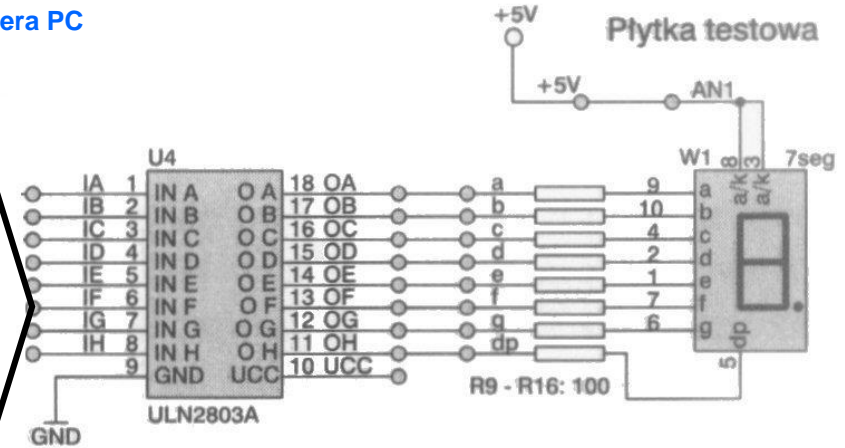 era PC
+5V
Płytka testowa
+5V
AN1
U4
W1 8 3 7seg
a/k a/k
IA 1 IN A O A 18 OA a 9 a
IB 2 IN B O B 17 OB b 10 b
IC 3 IN C O C 16 OC c 4 c
ID 4 IN D O D 15 OD d 2 d
IE 5 IN E O E 14 OE e 1 e
IF 6 IN F O F 13 OF f 7 f
IG 7 IN G O G 12 OG g 6 g
IH 8 IN H O H 11 OH dp dp
9 GND UCC 10 UCC 5
R9 - R16: 100
ULN2803A
GND